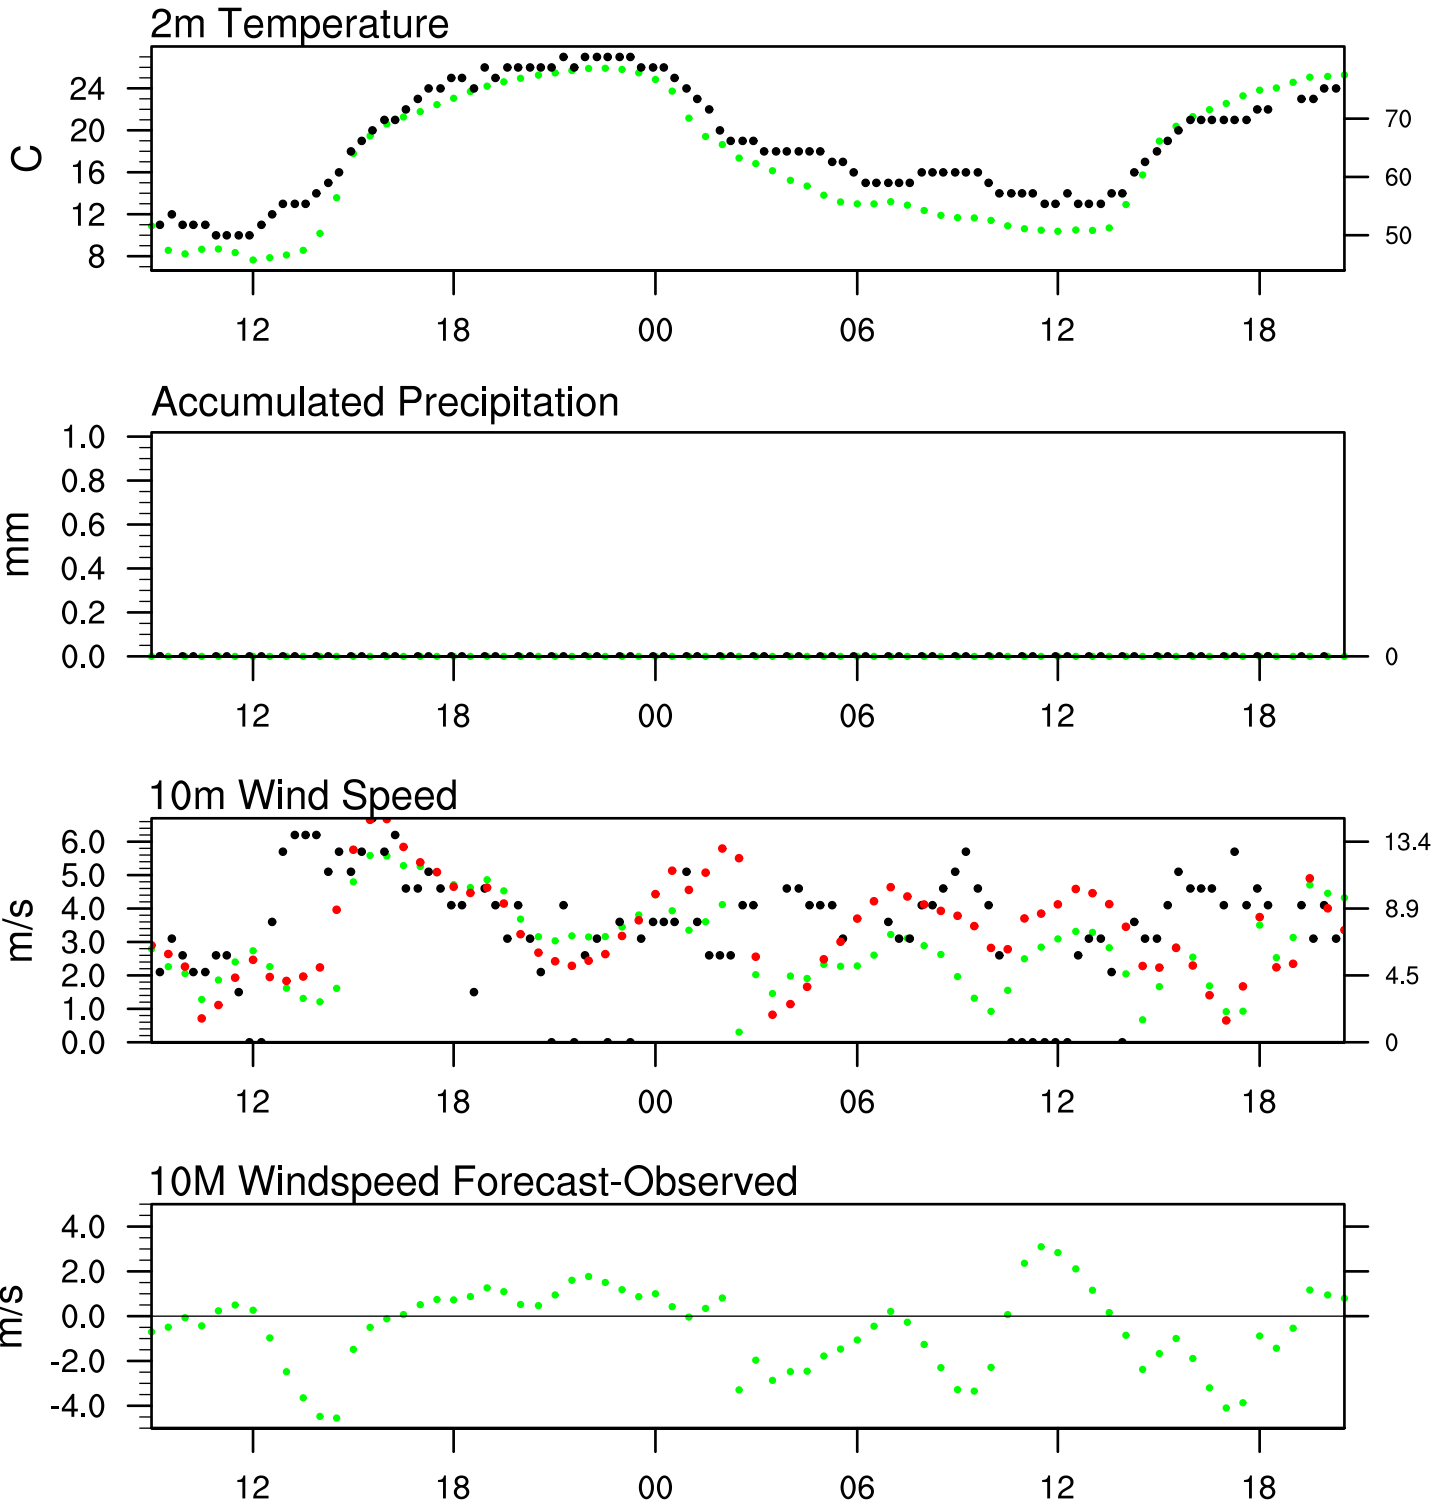 2m Temperature
24
20
16
12
8
C
70
60
50
12 18 00 06 12 18
Accumulated Precipitation
1.0
0.8
0.6
0.4
0.2
0.0
mm
0
12 18 00 06 12 18
10m Wind Speed
6.0
5.0
4.0
3.0
2.0
1.0
0.0
m/s
13.4
8.9
4.5
0
12 18 00 06 12 18
10M Windspeed Forecast-Observed
4.0
2.0
0.0
-2.0
-4.0
m/s
12 18 00 06 12 18